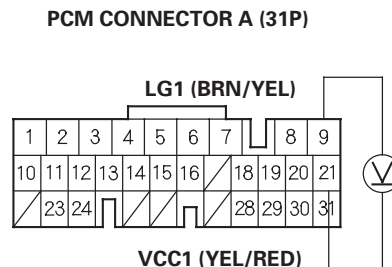 PCM CONNECTOR A (31P)
LG1 (BRN/YEL)
1 2 3 4 5 6 7 8 9
10 11 12 13 14 15 16 18 19 20 21
23 24 28 29 30 31
V
VCC1 (YEL/RED)